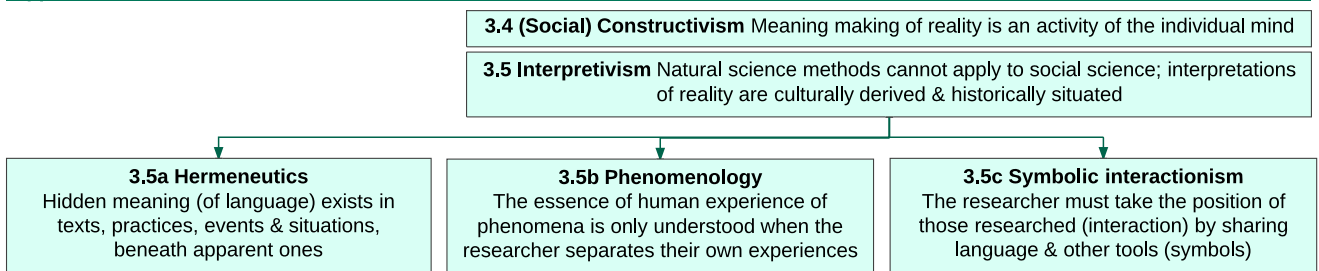 3.4 (Social) Constructivism Meaning making of reality is an activity of the individual mind
3.5 Interpretivism Natural science methods cannot apply to social science; interpretations
of reality are culturally derived & historically situated
3.5a Hermeneutics
Hidden meaning (of language) exists in
texts, practices, events & situations,
beneath apparent ones
3.5b Phenomenology
The essence of human experience of
phenomena is only understood when the
researcher separates their own experiences
3.5c Symbolic interactionism
The researcher must take the position of
those researched (interaction) by sharing
language & other tools (symbols)